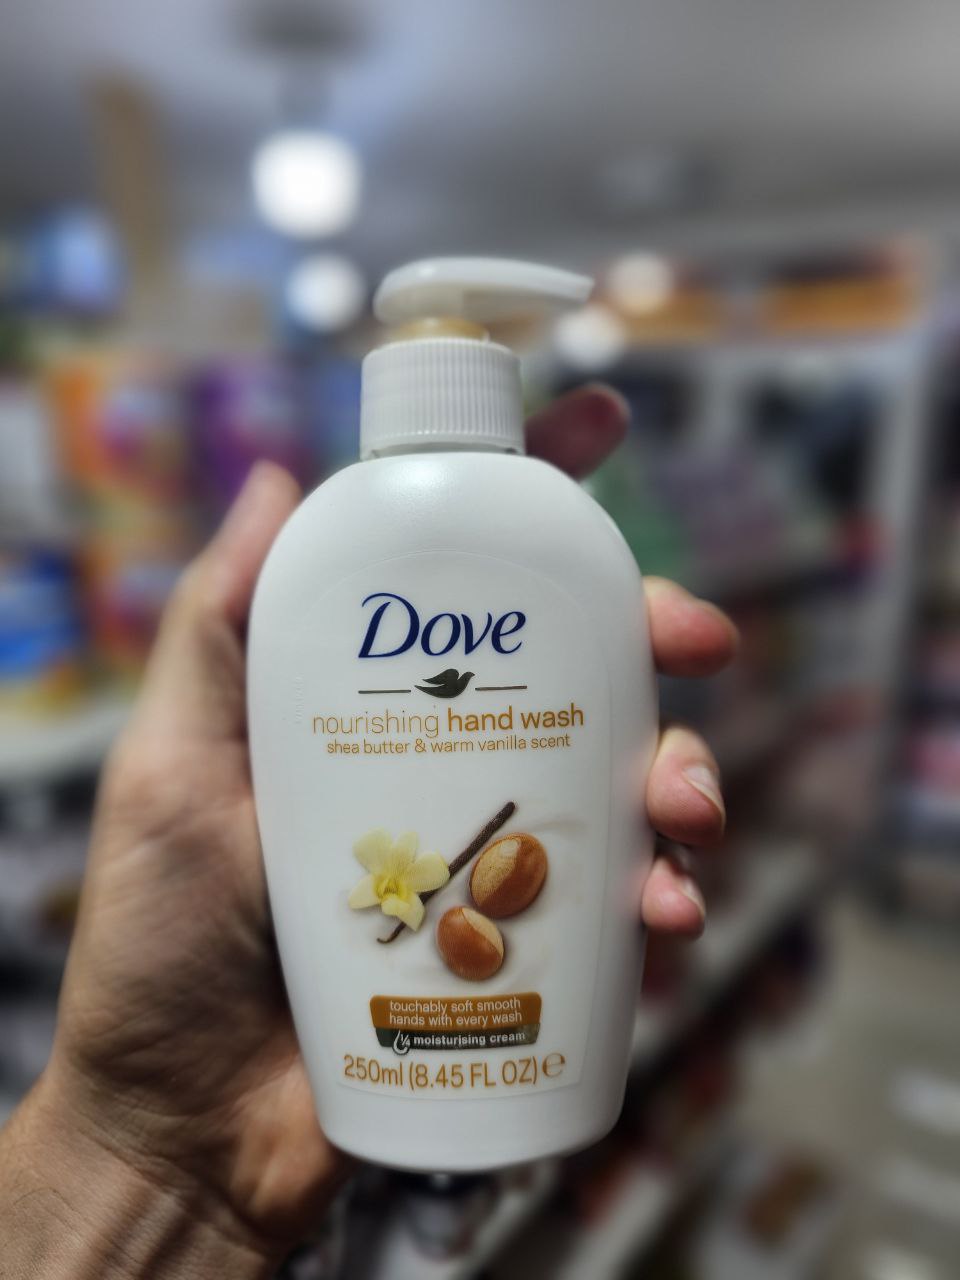 Dove
nourishing hand wash
shea butter & warm vanilla scent
touchably soft smooth
hands with every wash
¼ moisturising cream
250ml (8.45 FL OZ) ℮